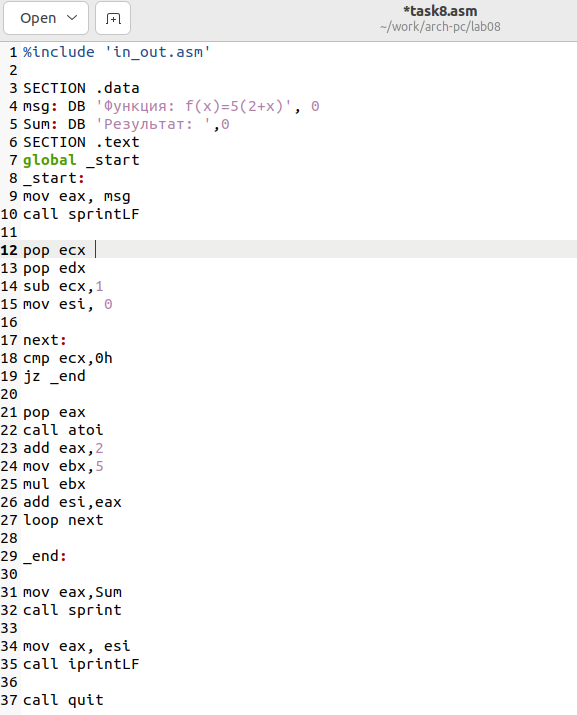 Open
*task8.asm
~/work/arch-pc/lab08
1 %include 'in_out.asm'
2
3 SECTION .data
4 msg: DB 'Функция: f(x)=5(2+x)', 0
5 Sum: DB 'Результат: ',0
6 SECTION .text
7 global _start
8 _start:
9 mov eax, msg
10 call sprintLF
11
12 pop ecx
13 pop edx
14 sub ecx,1
15 mov esi, 0
16
17 next:
18 cmp ecx,0h
19 jz _end
20
21 pop eax
22 call atoi
23 add eax,2
24 mov ebx,5
25 mul ebx
26 add esi,eax
27 loop next
28
29 _end:
30
31 mov eax,Sum
32 call sprint
33
34 mov eax, esi
35 call iprintLF
36
37 call quit